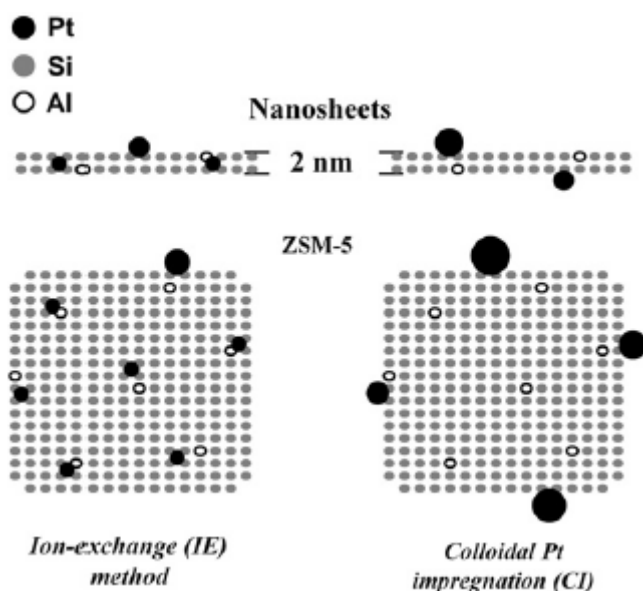 Pt
Si
Al
Nanosheets
2 nm
ZSM-5
Ion-exchange (IE)
method
Colloidal Pt
impregnation (CI)